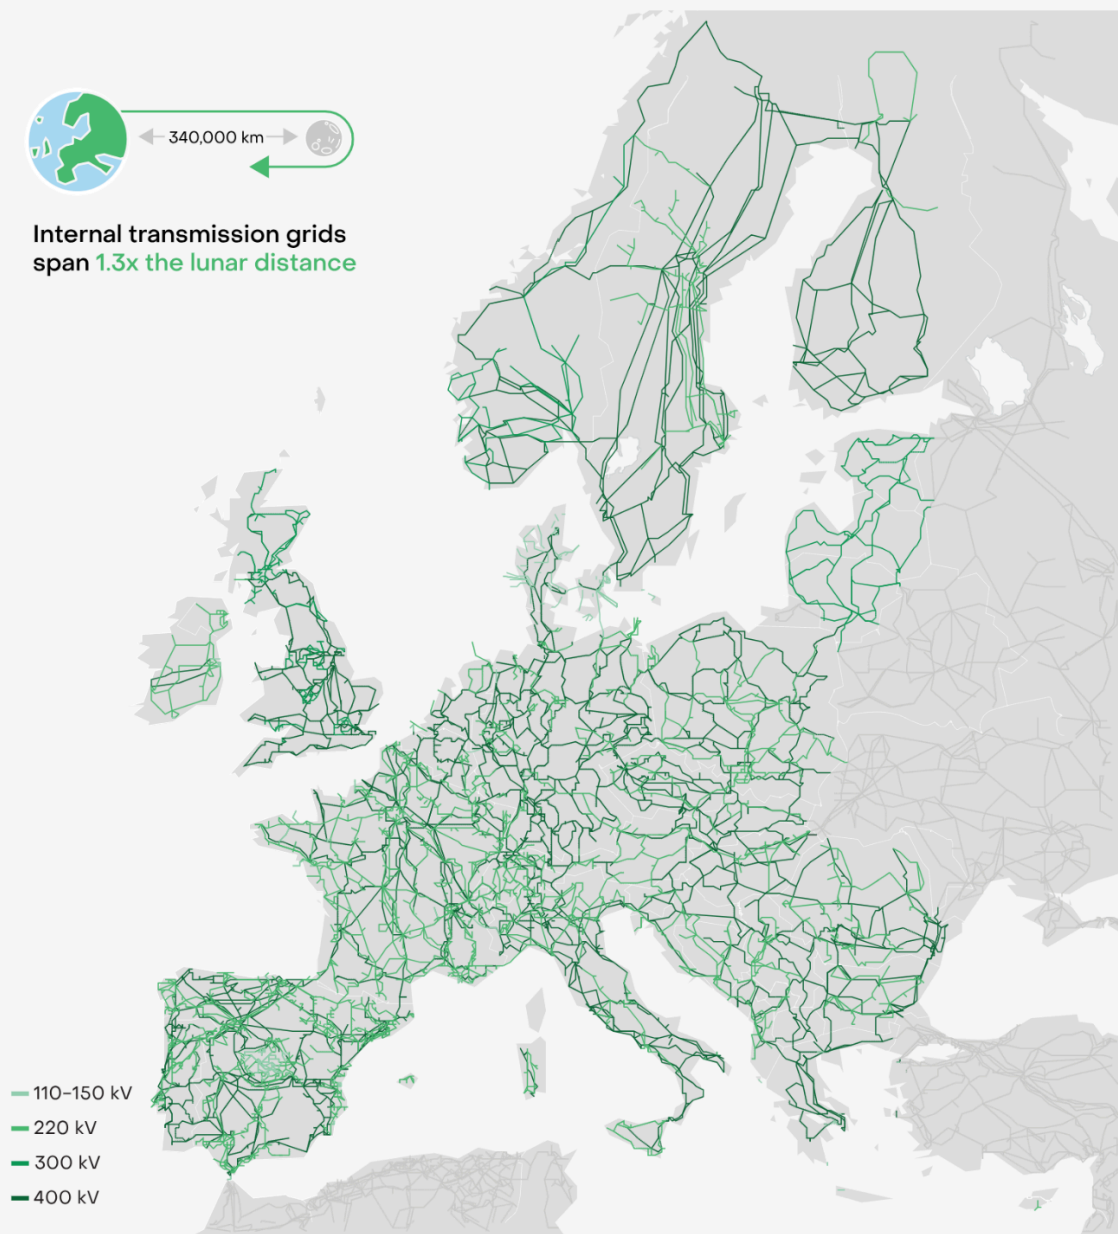 340,000 km
Internal transmission grids
span 1.3x the lunar distance
110–150 kV
220 kV
300 kV
400 kV